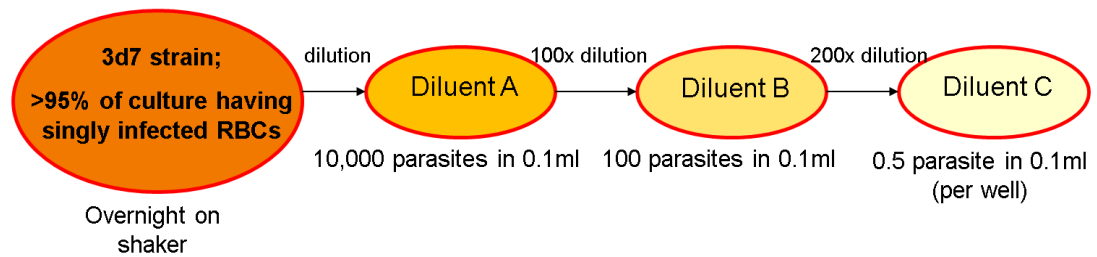 3d7 strain;
>95% of culture having
singly infected RBCs
Overnight on
shaker
dilution
Diluent A
10,000 parasites in 0.1ml
100x dilution
Diluent B
100 parasites in 0.1ml
200x dilution
Diluent C
0.5 parasite in 0.1ml
(per well)